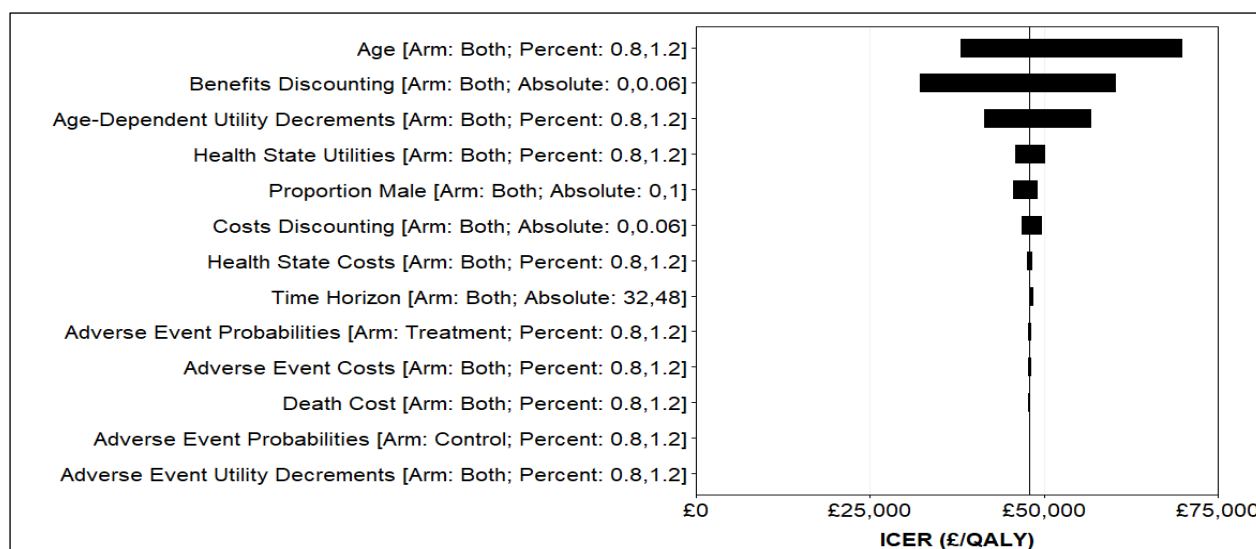 Age [Arm: Both; Percent: 0.8,1.2]
Benefits Discounting [Arm: Both; Absolute: 0,0.06]
Age-Dependent Utility Decrements [Arm: Both; Percent: 0.8,1.2]
Health State Utilities [Arm: Both; Percent: 0.8,1.2]
Proportion Male [Arm: Both; Absolute: 0,1]
Costs Discounting [Arm: Both; Absolute: 0,0.06]
Health State Costs [Arm: Both; Percent: 0.8,1.2]
Time Horizon [Arm: Both; Absolute: 32,48]
Adverse Event Probabilities [Arm: Treatment; Percent: 0.8,1.2]
Adverse Event Costs [Arm: Both; Percent: 0.8,1.2]
Death Cost [Arm: Both; Percent: 0.8,1.2]
Adverse Event Probabilities [Arm: Control; Percent: 0.8,1.2]
Adverse Event Utility Decrements [Arm: Both; Percent: 0.8,1.2]
£0 £25,000 £50,000 £75,000
ICER (£/QALY)